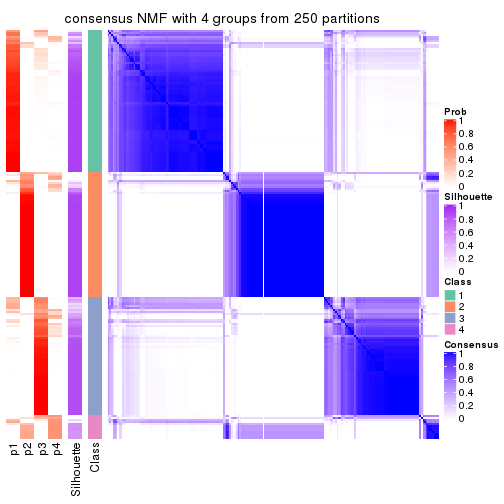 consensus NMF with 4 groups from 250 partitions
Prob
1
0.8
0.6
0.4
0.2
0
Silhouette
1
0.8
0.6
0.4
0.2
0
Class
1
2
3
4
Consensus
1
0.8
0.6
0.4
0.2
0
p1
p2
p3
p4
Silhouette
Class